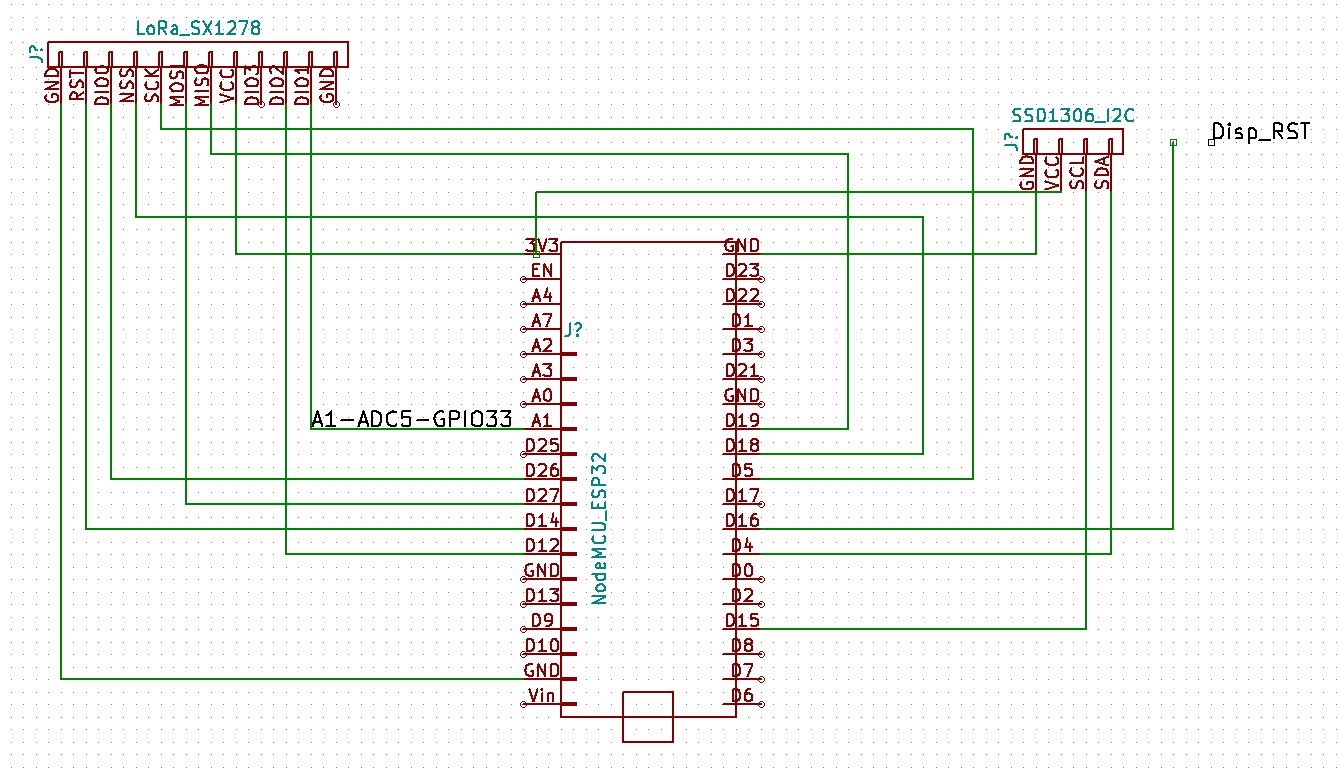 LoRa_SX1278
J?
GND
RST
DIO0
NSS
SCK
MOSI
MISO
VCC
DIO3
DIO2
DIO1
GND
SSD1306_I2C
J?
GND
VCC
SCL
SDA
Disp_RST
3V3
EN
A4
A7
A2
A3
A0
A1-ADC5-GPIO33
A1
D25
D26
D27
D14
D12
GND
D13
D9
D10
GND
Vin
J?
NodeMCU_ESP32
GND
D23
D22
D1
D3
D21
GND
D19
D18
D5
D17
D16
D4
D0
D2
D15
D8
D7
D6